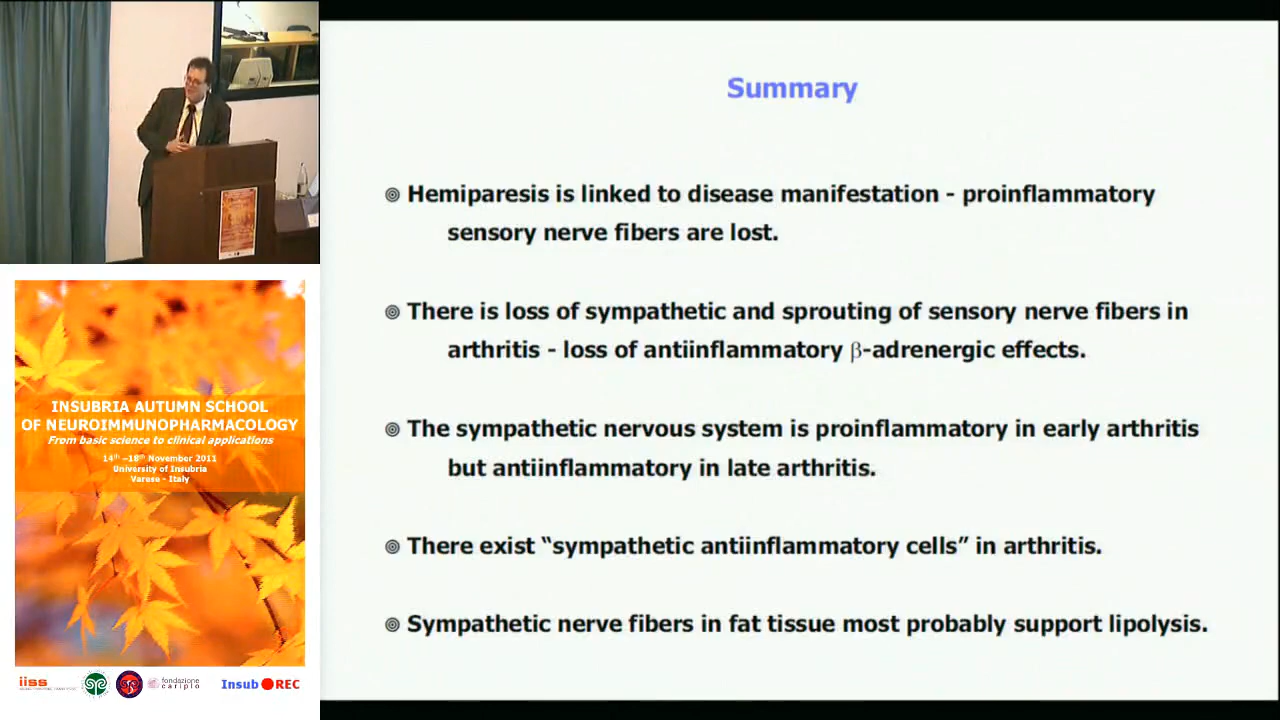 Summary
Hemiparesis is linked to disease manifestation - proinflammatory
sensory nerve fibers are lost.
There is loss of sympathetic and sprouting of sensory nerve fibers in
arthritis - loss of antiinflammatory β-adrenergic effects.
The sympathetic nervous system is proinflammatory in early arthritis
but antiinflammatory in late arthritis.
There exist “sympathetic antiinflammatory cells” in arthritis.
Sympathetic nerve fibers in fat tissue most probably support lipolysis.
INSUBRIA AUTUMN SCHOOL
OF NEUROIMMUNOPHARMACOLOGY
From basic science to clinical applications
14th –18th November 2011
University of Insubria
Varese - Italy
iiss
fondazione
cariplo
Insub REC